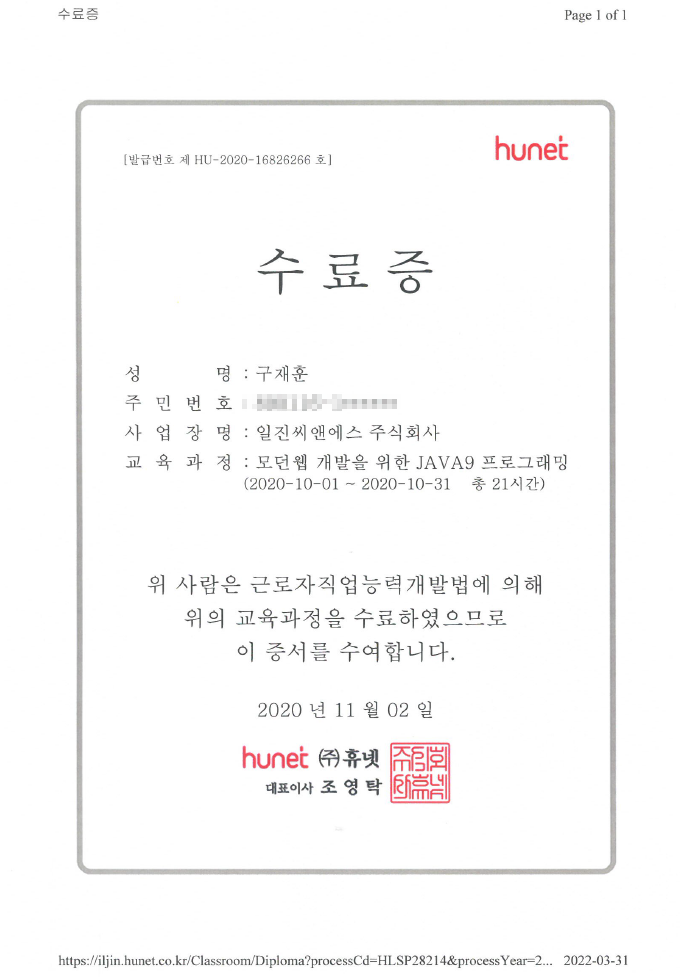 수료증
Page 1 of 1
[발급번호 제 HU-2020-16826266 호]
hunet
수 료 증
성 명 : 구재훈
주 민 번 호 :
사 업 장 명 : 일진씨앤에스 주식회사
교 육 과 정 : 모던웹 개발을 위한 JAVA9 프로그래밍
(2020-10-01 ~ 2020-10-31 총 21시간)
위 사람은 근로자직업능력개발법에 의해
위의 교육과정을 수료하였으므로
이 증서를 수여합니다.
2020 년 11 월 02 일
hunet ㈜휴넷
대표이사 조 영 탁
https://iljin.hunet.co.kr/Classroom/Diploma?processCd=HLSP28214&processYear=2... 2022-03-31